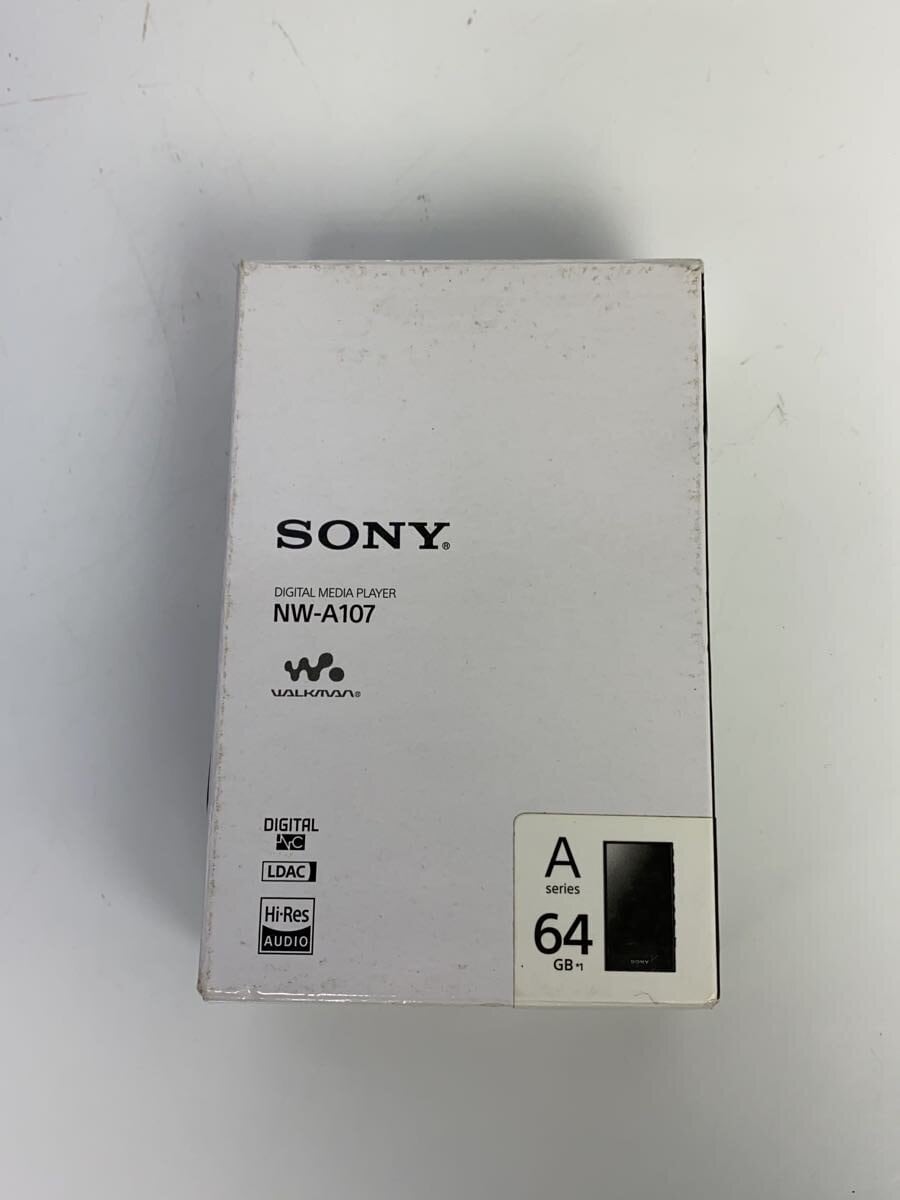 SONY®
DIGITAL MEDIA PLAYER
NW-A107
WALKMAN®
DIGITAL
NC
LDAC
Hi-Res
AUDIO
A
series
64
GB *1
SONY